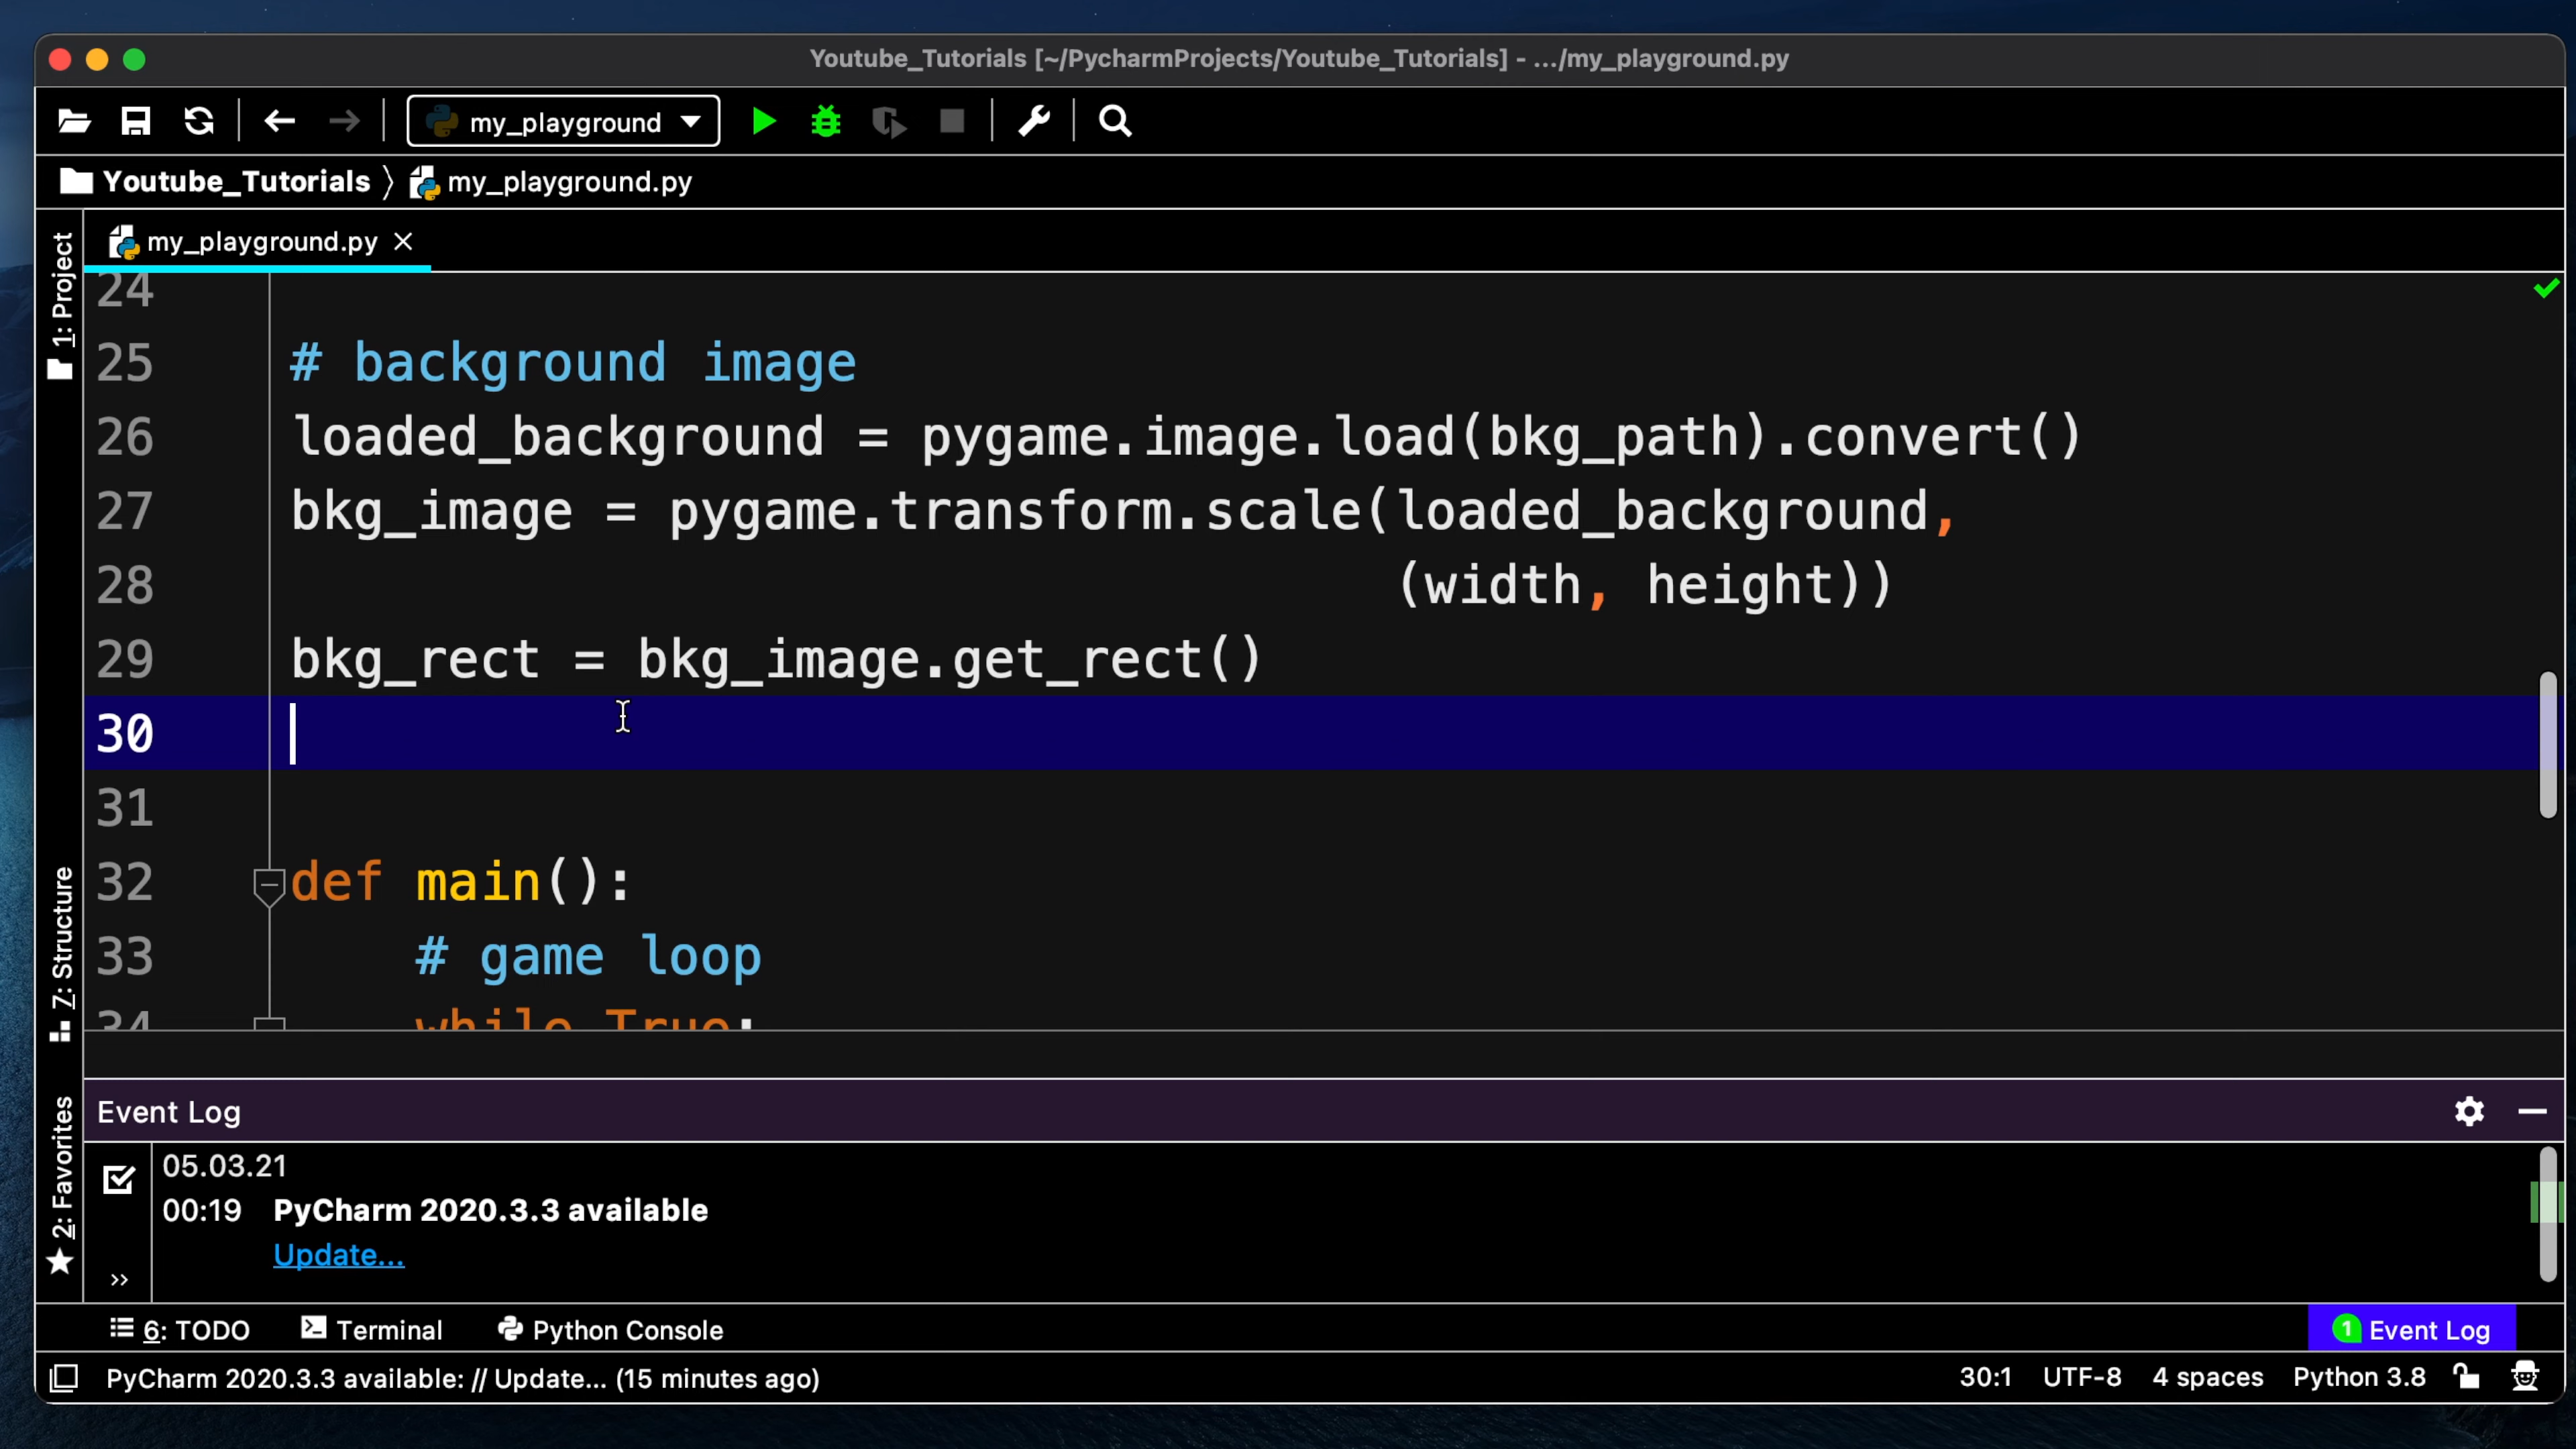 Youtube_Tutorials [~/PycharmProjects/Youtube_Tutorials] - .../my_playground.py
my_playground
Youtube_Tutorials 〉 my_playground.py
my_playground.py
1: Project
24
25 # background image
26 loaded_background = pygame.image.load(bkg_path).convert()
27 bkg_image = pygame.transform.scale(loaded_background,
28 (width, height))
29 bkg_rect = bkg_image.get_rect()
30
31
32 def main():
33 # game loop
34 while True:
7: Structure
2: Favorites
Event Log
05.03.21
00:19 PyCharm 2020.3.3 available
Update...
6: TODO Terminal Python Console 1 Event Log
PyCharm 2020.3.3 available: // Update... (15 minutes ago) 30:1 UTF-8 4 spaces Python 3.8